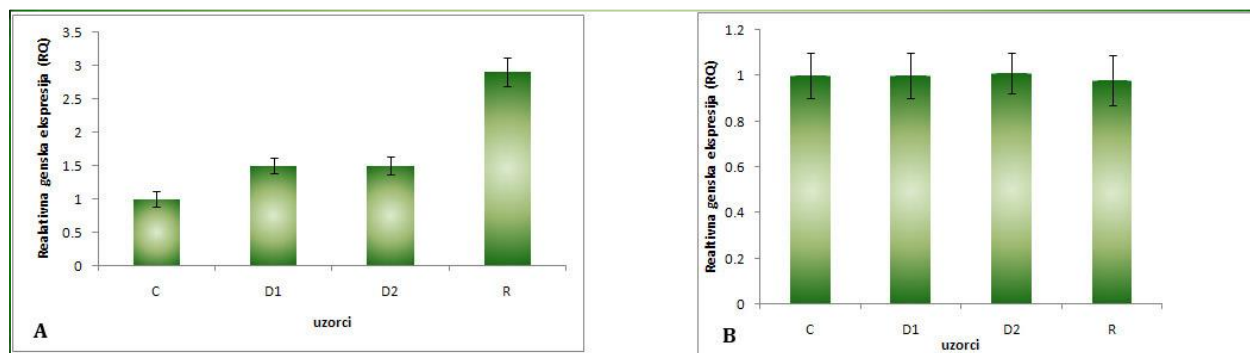 Realativna genska ekspresija (RQ)
3.5
3
2.5
2
1.5
1
0.5
0
C D1 D2 R
uzorci
A
Realtivna genska ekspresija (RQ)
1.2
1
0.8
0.6
0.4
0.2
0
C D1 D2 R
uzorci
B